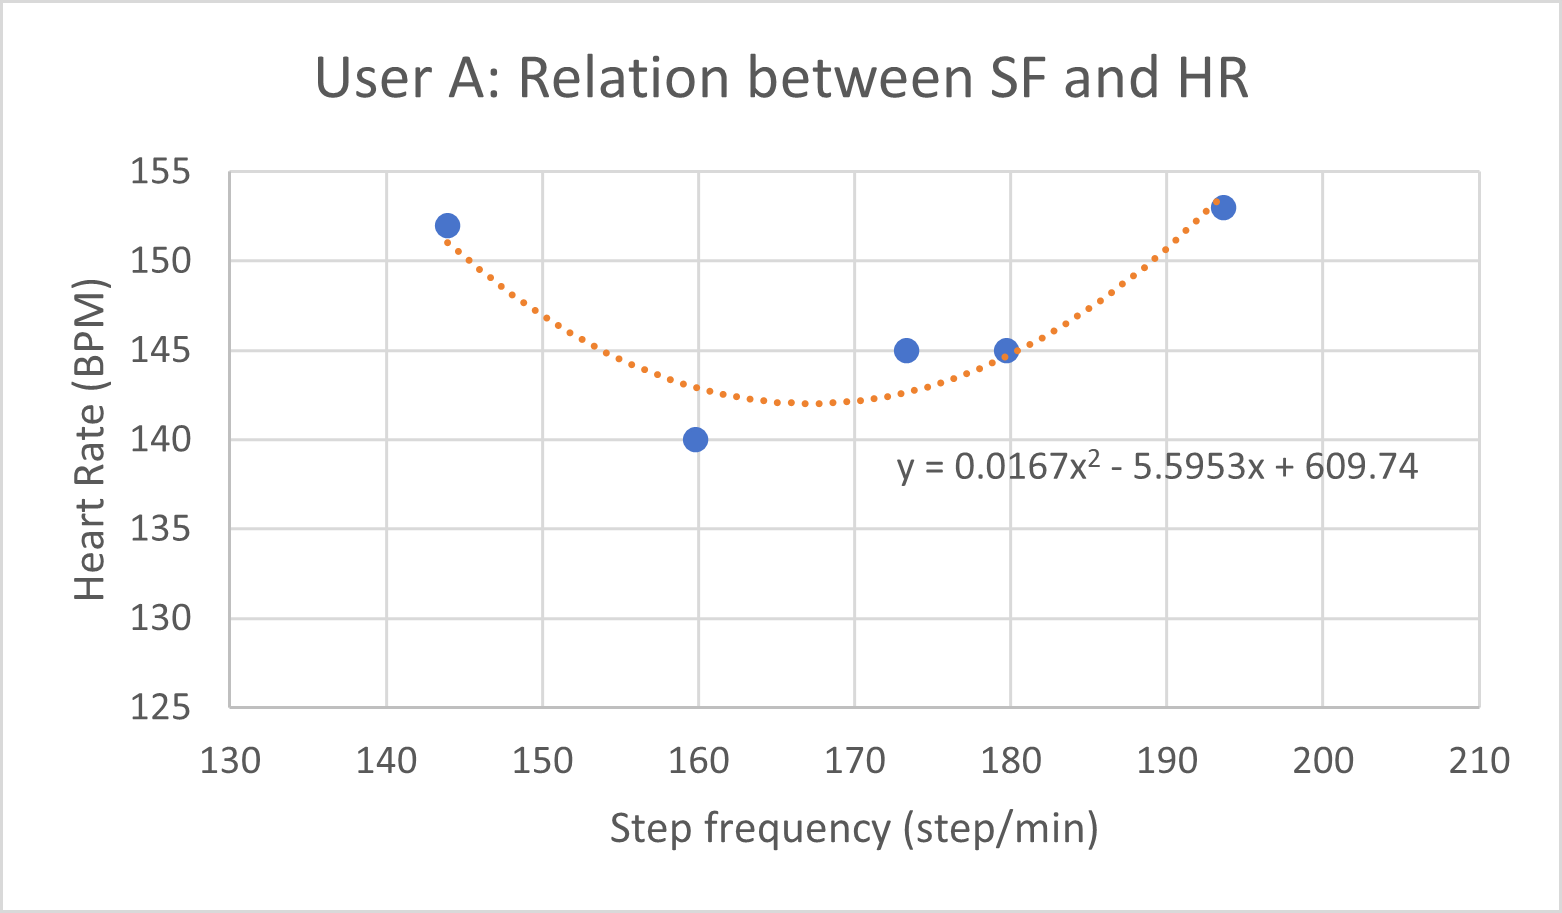 User A: Relation between SF and HR
155
150
145
140
135
130
125
Heart Rate (BPM)
y = 0.0167x² - 5.5953x + 609.74
130 140 150 160 170 180 190 200 210
Step frequency (step/min)